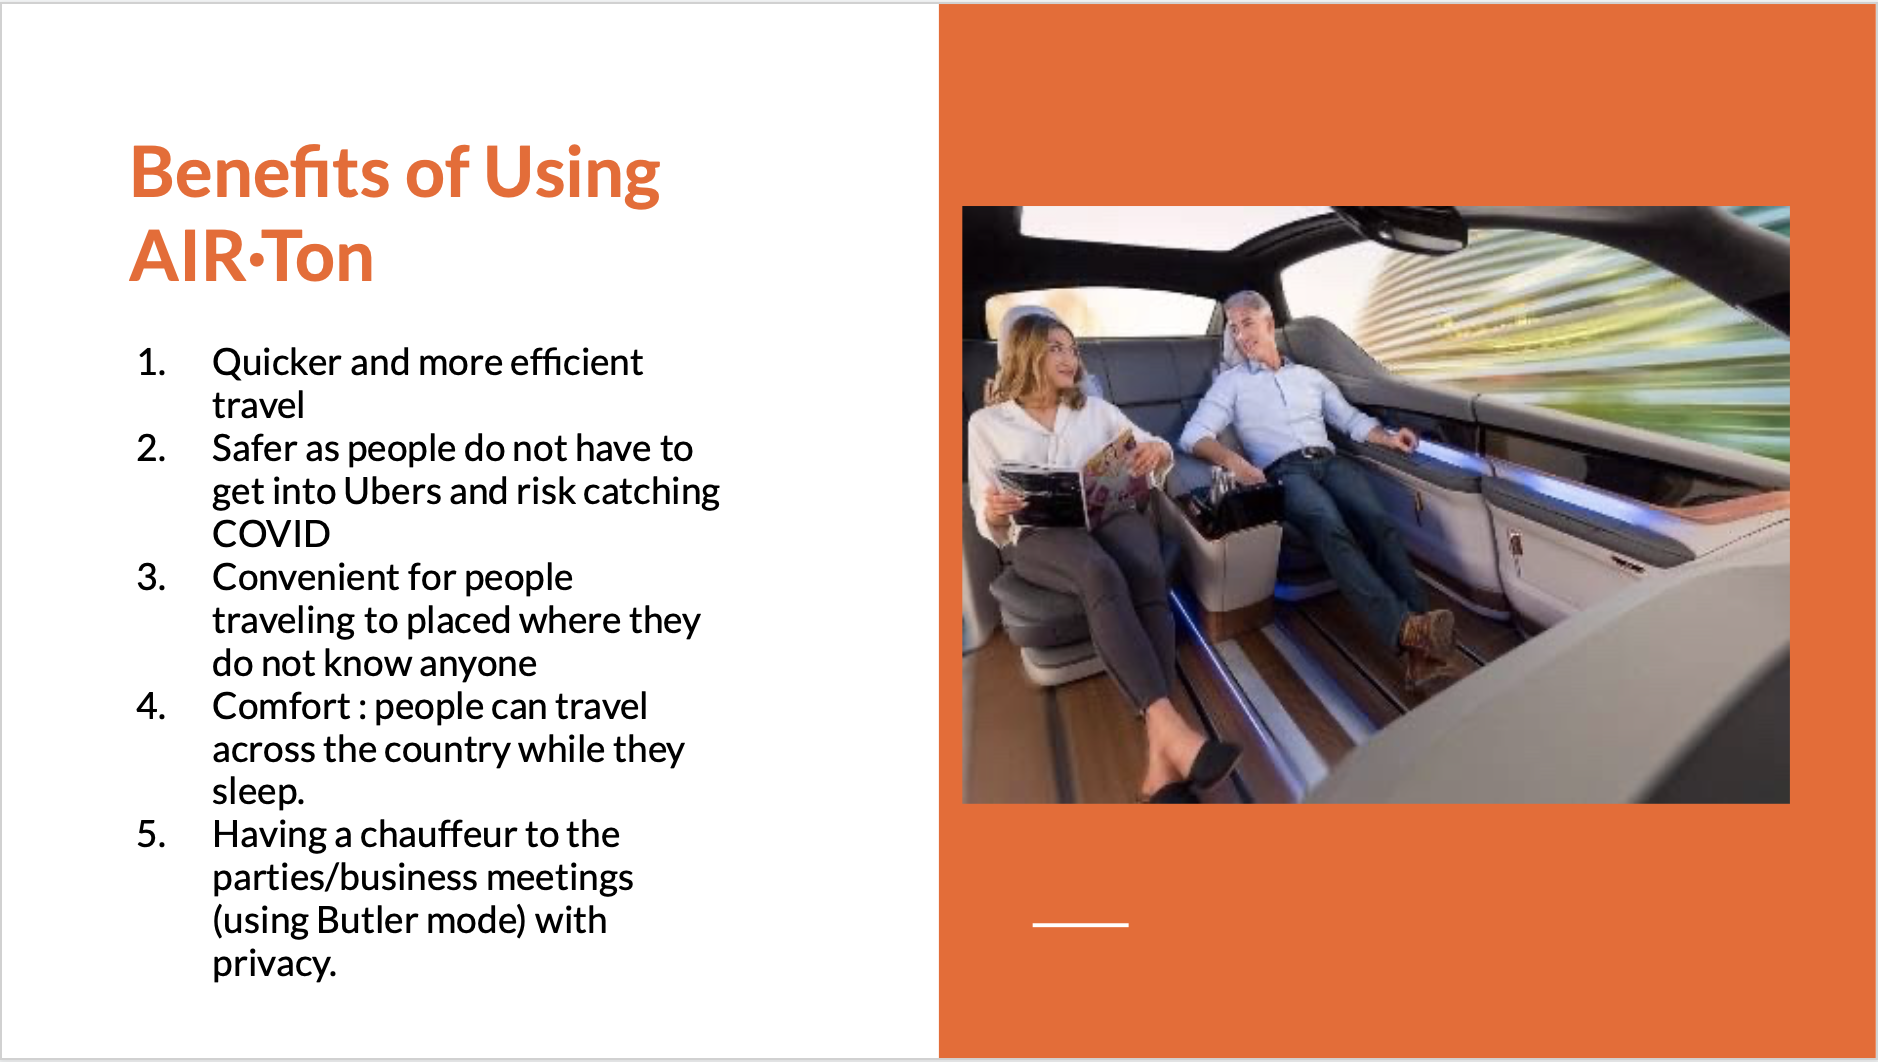 Benefits of Using
AIR·Ton
1. Quicker and more efficient
travel
2. Safer as people do not have to
get into Ubers and risk catching
COVID
3. Convenient for people
traveling to placed where they
do not know anyone
4. Comfort : people can travel
across the country while they
sleep.
5. Having a chauffeur to the
parties/business meetings
(using Butler mode) with
privacy.